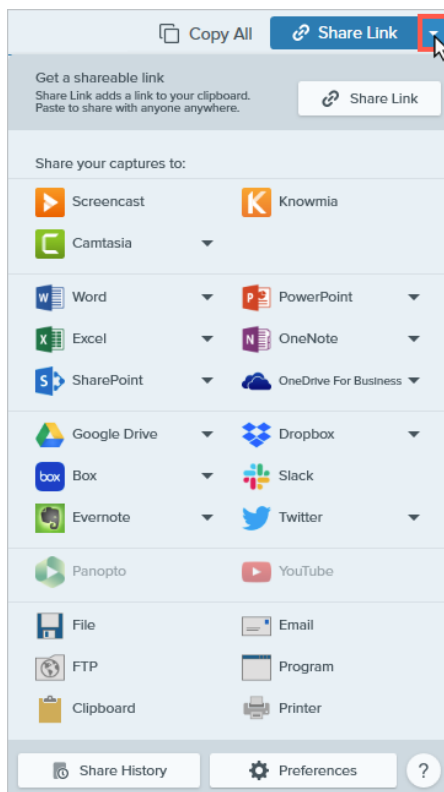 Copy All
Share Link
Get a shareable link
Share Link adds a link to your clipboard.
Paste to share with anyone anywhere.
Share Link
Share your captures to:
Screencast
Knowmia
Camtasia
Word
PowerPoint
Excel
OneNote
SharePoint
OneDrive For Business
Google Drive
Dropbox
box
Box
Slack
Evernote
Twitter
Panopto
YouTube
File
Email
FTP
Program
Clipboard
Printer
Share History
Preferences
?